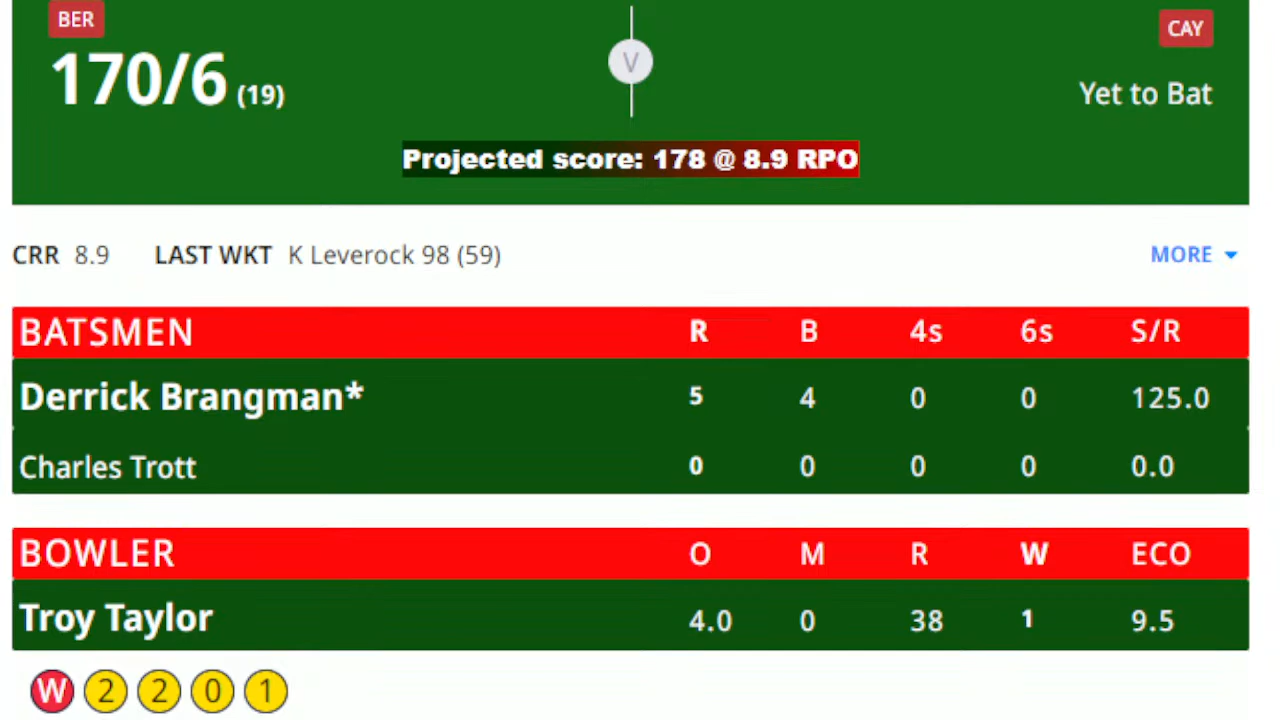 BER
CAY
V
170/6 (19)
Yet to Bat
Projected score: 178 @ 8.9 RPO
CRR 8.9 LAST WKT K Leverock 98 (59) MORE
BATSMEN R B 4s 6s S/R
Derrick Brangman* 5 4 0 0 125.0
Charles Trott 0 0 0 0 0.0
BOWLER O M R W ECO
Troy Taylor 4.0 0 38 1 9.5
W 2 2 0 1